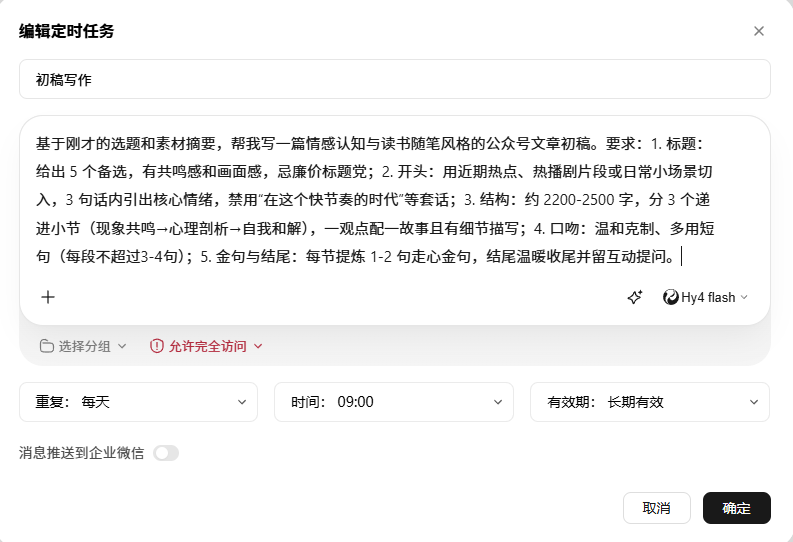 编辑定时任务
初稿写作
基于刚才的选题和素材摘要，帮我写一篇情感认知与读书随笔风格的公众号文章初稿。要求：1. 标题：
给出 5 个备选，有共鸣感和画面感，忌廉价标题党；2. 开头：用近期热点、热播剧片段或日常小场景切
入，3 句话内引出核心情绪，禁用“在这个快节奏的时代”等套话；3. 结构：约 2200-2500 字，分 3 个递
进小节（现象共鸣→心理剖析→自我和解），一观点配一故事且有细节描写；4. 口吻：温和克制、多用短
句（每段不超过3-4句）；5. 金句与结尾：每节提炼 1-2 句走心金句，结尾温暖收尾并留互动提问。
Hy4 flash
选择分组 允许完全访问
重复： 每天 时间： 09:00 有效期： 长期有效
消息推送到企业微信
取消 确定